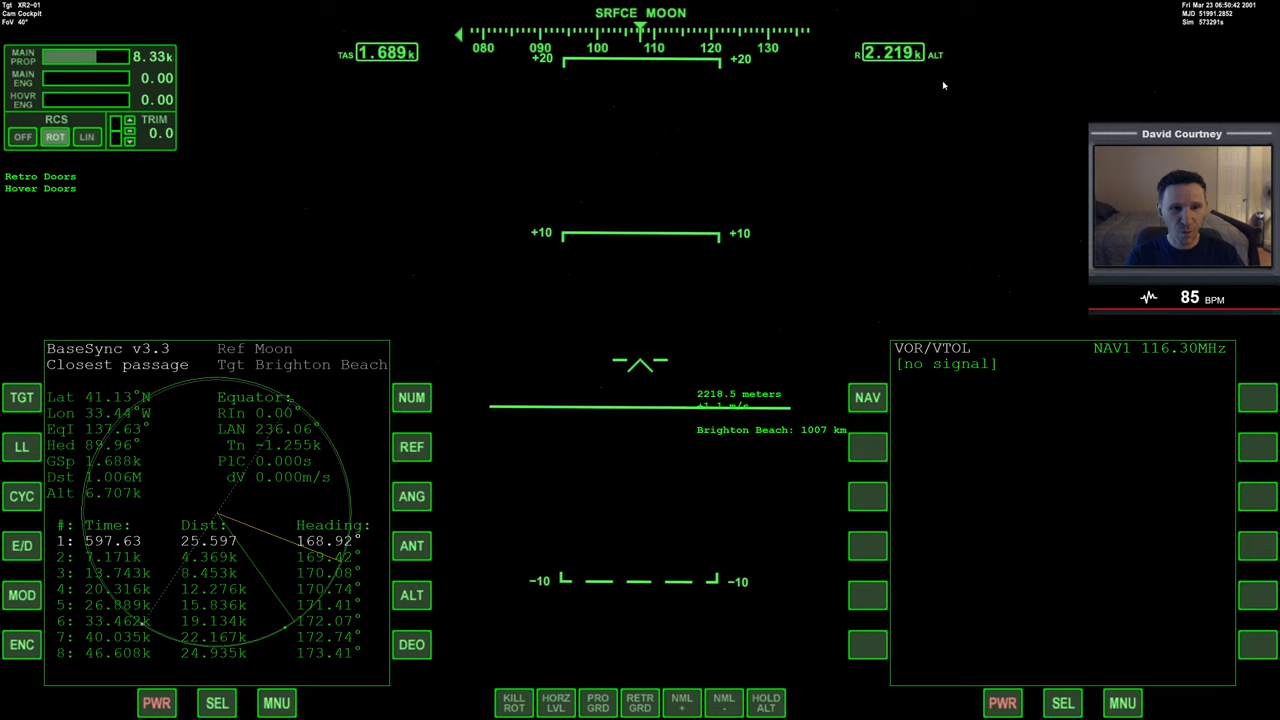 Tgt XR2-01
Cam Cockpit
FoV 40°
SRFCE MOON
Fri Mar 23 06:50:42 2001
MJD 51991.2852
Sim 573291s
MAIN PROP 8.33k
MAIN ENG 0.00
HOVR ENG 0.00
RCS TRIM
OFF ROT LIN 0.0
Retro Doors
Hover Doors
TAS 1.689k
080 090 100 110 120 130
R 2.219k ALT
+20 +20
+10 +10
2218.5 meters
+1.1 m/s
Brighton Beach: 1007 km
-10 -10
David Courtney
85 BPM
BaseSync v3.3 Ref Moon
Closest passage Tgt Brighton Beach
Lat 41.13°N Equator:
Lon 33.44°W RIn 0.00°
EqI 137.63° LAN 236.06°
Hed 89.96° Tn -1.255k
GSp 1.688k PlC 0.000s
Dst 1.006M dV 0.000m/s
Alt 6.707k
#: Time: Dist: Heading:
1: 597.63 25.597 168.92°
2: 7.171k 4.369k 169.42°
3: 13.743k 8.453k 170.08°
4: 20.316k 12.276k 170.74°
5: 26.889k 15.836k 171.41°
6: 33.462k 19.134k 172.07°
7: 40.035k 22.167k 172.74°
8: 46.608k 24.935k 173.41°
TGT
LL
CYC
E/D
MOD
ENC
NUM
REF
ANG
ANT
ALT
DEO
PWR SEL MNU
KILL ROT
HORZ LVL
PRO GRD
RETR GRD
NML +
NML -
HOLD ALT
VOR/VTOL NAV1 116.30MHz
[no signal]
NAV
PWR SEL MNU